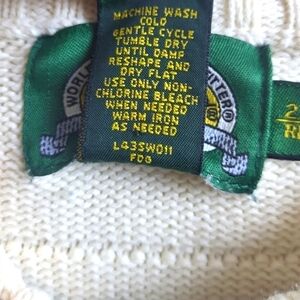 MACHINE WASH
COLD
GENTLE CYCLE
TUMBLE DRY
UNTIL DAMP
RESHAPE AND
DRY FLAT
USE ONLY NON-
CHLORINE BLEACH
WHEN NEEDED
WARM IRON
AS NEEDED
L43SW011
FDG